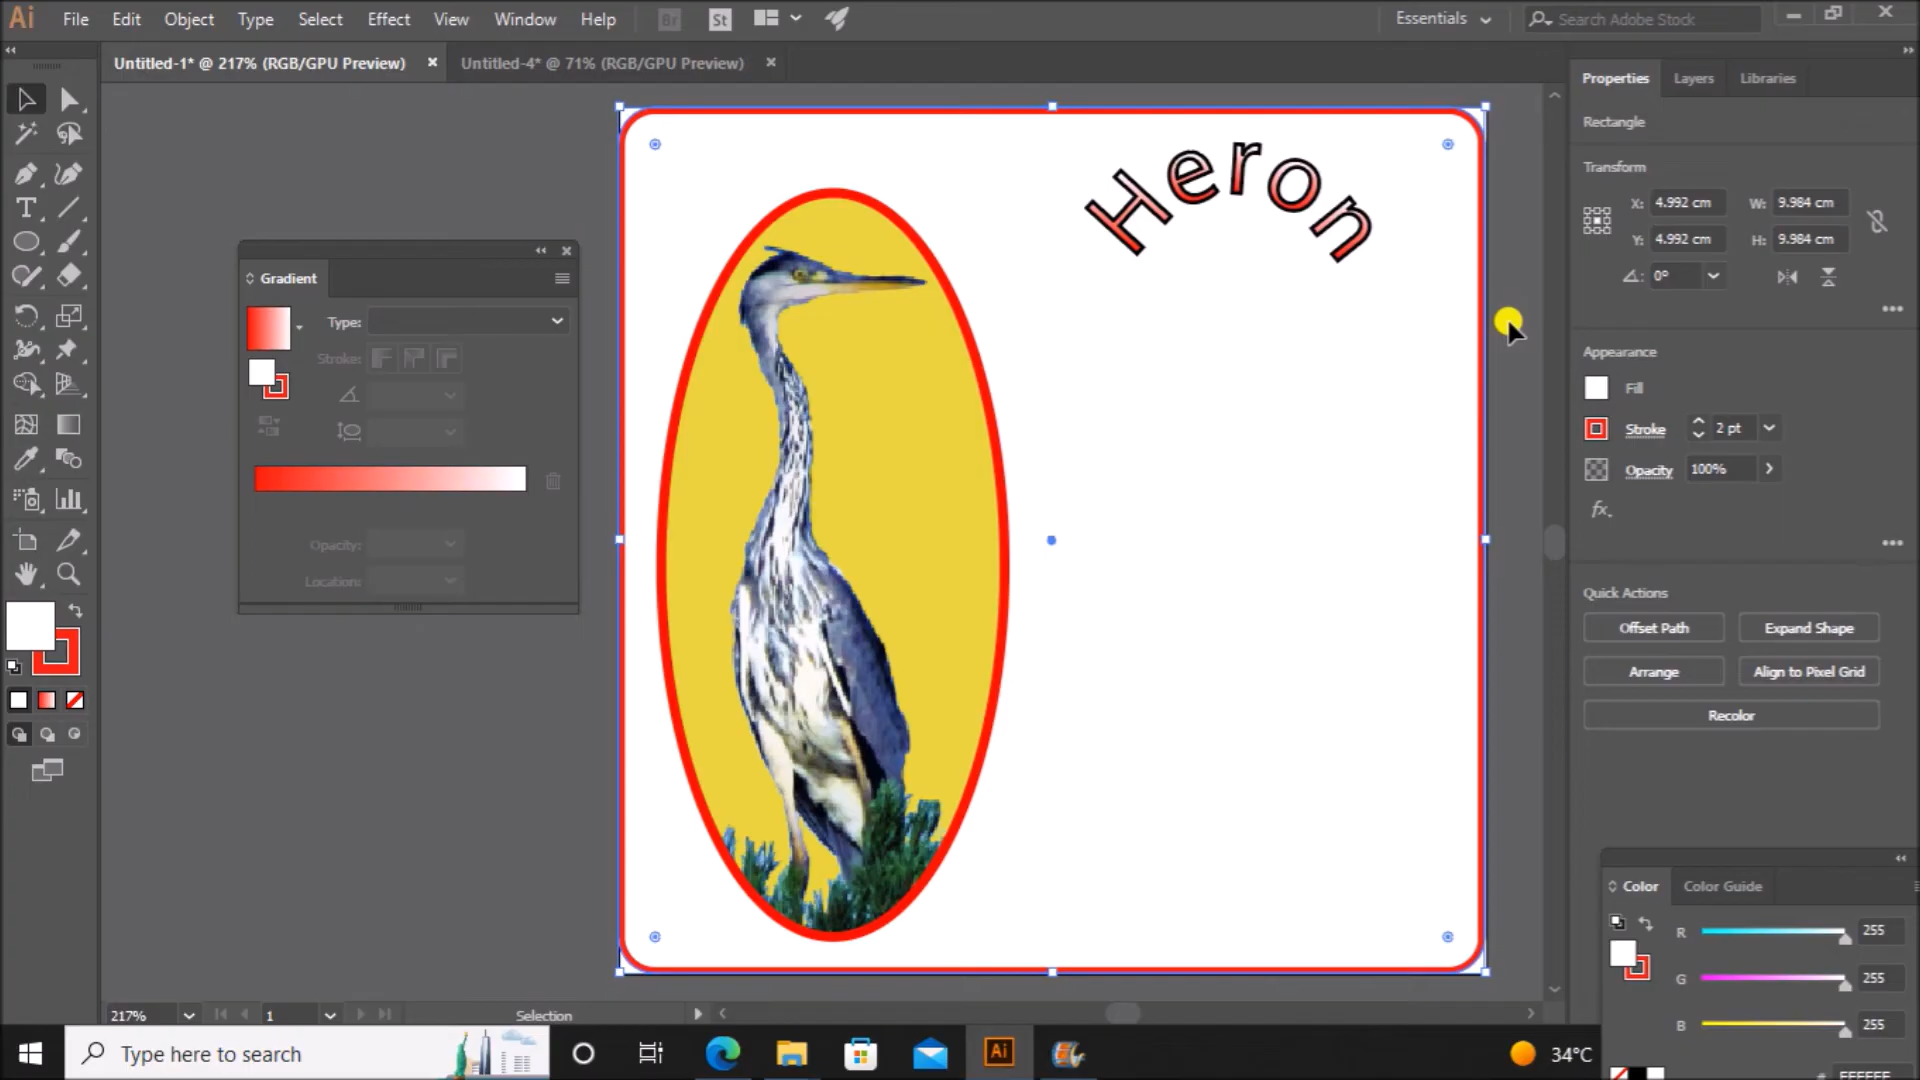 Ai File Edit Object Type Select Effect View Window Help Br St Essentials Search Adobe Stock
Untitled-1* @ 217% (RGB/GPU Preview) × Untitled-4* @ 71% (RGB/GPU Preview) ×
Properties Layers Libraries
Rectangle
Transform
X: 4.992 cm W: 9.984 cm
Y: 4.992 cm H: 9.984 cm
0°
Appearance
Fill
Stroke 2 pt
Opacity 100%
fx.
Quick Actions
Offset Path Expand Shape
Arrange Align to Pixel Grid
Recolor
Color Color Guide
R 255
G 255
B 255
# FFFFFF
Gradient
Type:
Stroke:
Opacity:
Location:
Heron
217% 1 Selection
Type here to search
Ai
34°C